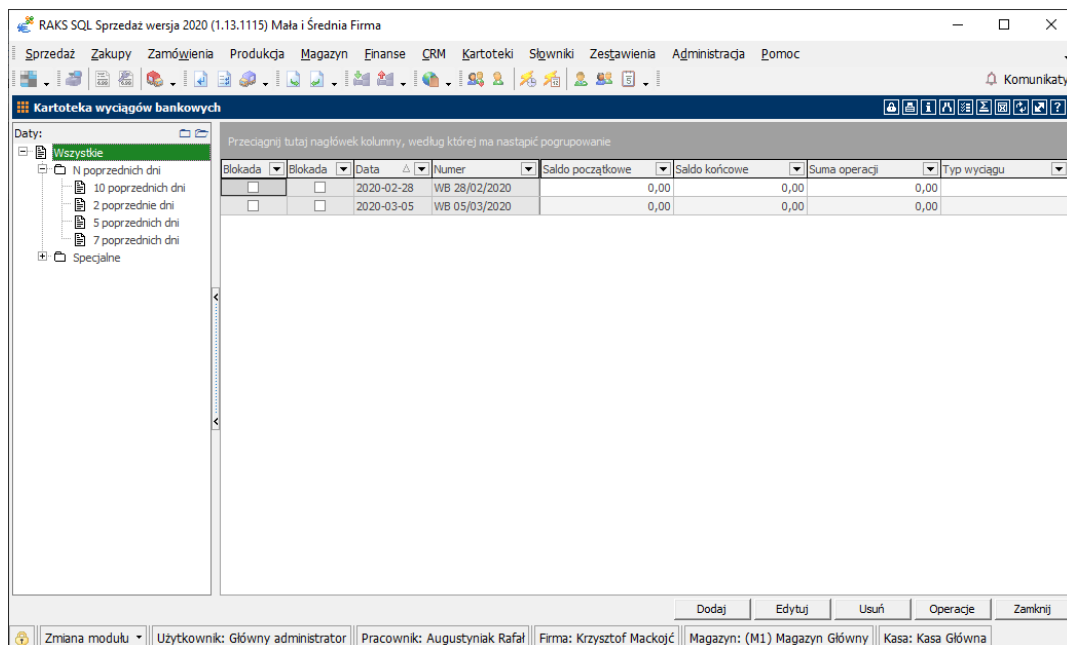 RAKS SQL Sprzedaż wersja 2020 (1.13.1115) Mała i Średnia Firma
Sprzedaż Zakupy Zamówienia Produkcja Magazyn Finanse CRM Kartoteki Słowniki Zestawienia Administracja Pomoc
Komunikaty
Kartoteka wyciągów bankowych
Daty:
Przeciągnij tutaj nagłówek kolumny, według której ma nastąpić pogrupowanie
Wszystkie
N poprzednich dni
10 poprzednich dni
2 poprzednie dni
5 poprzednich dni
7 poprzednich dni
Specjalne
Blokada Blokada Data Numer Saldo początkowe Saldo końcowe Suma operacji Typ wyciągu
2020-02-28 WB 28/02/2020 0,00 0,00 0,00
2020-03-05 WB 05/03/2020 0,00 0,00 0,00
Dodaj Edytuj Usuń Operacje Zamknij
Zmiana modułu Użytkownik: Główny administrator Pracownik: Augustyniak Rafał Firma: Krzysztof Mackojć Magazyn: (M1) Magazyn Główny Kasa: Kasa Główna